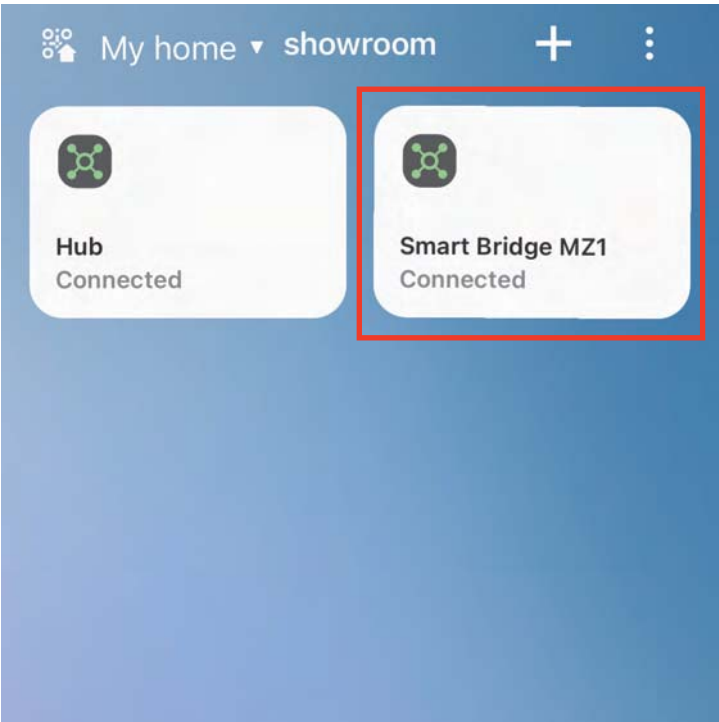 My home ▾ showroom
Hub
Connected
Smart Bridge MZ1
Connected